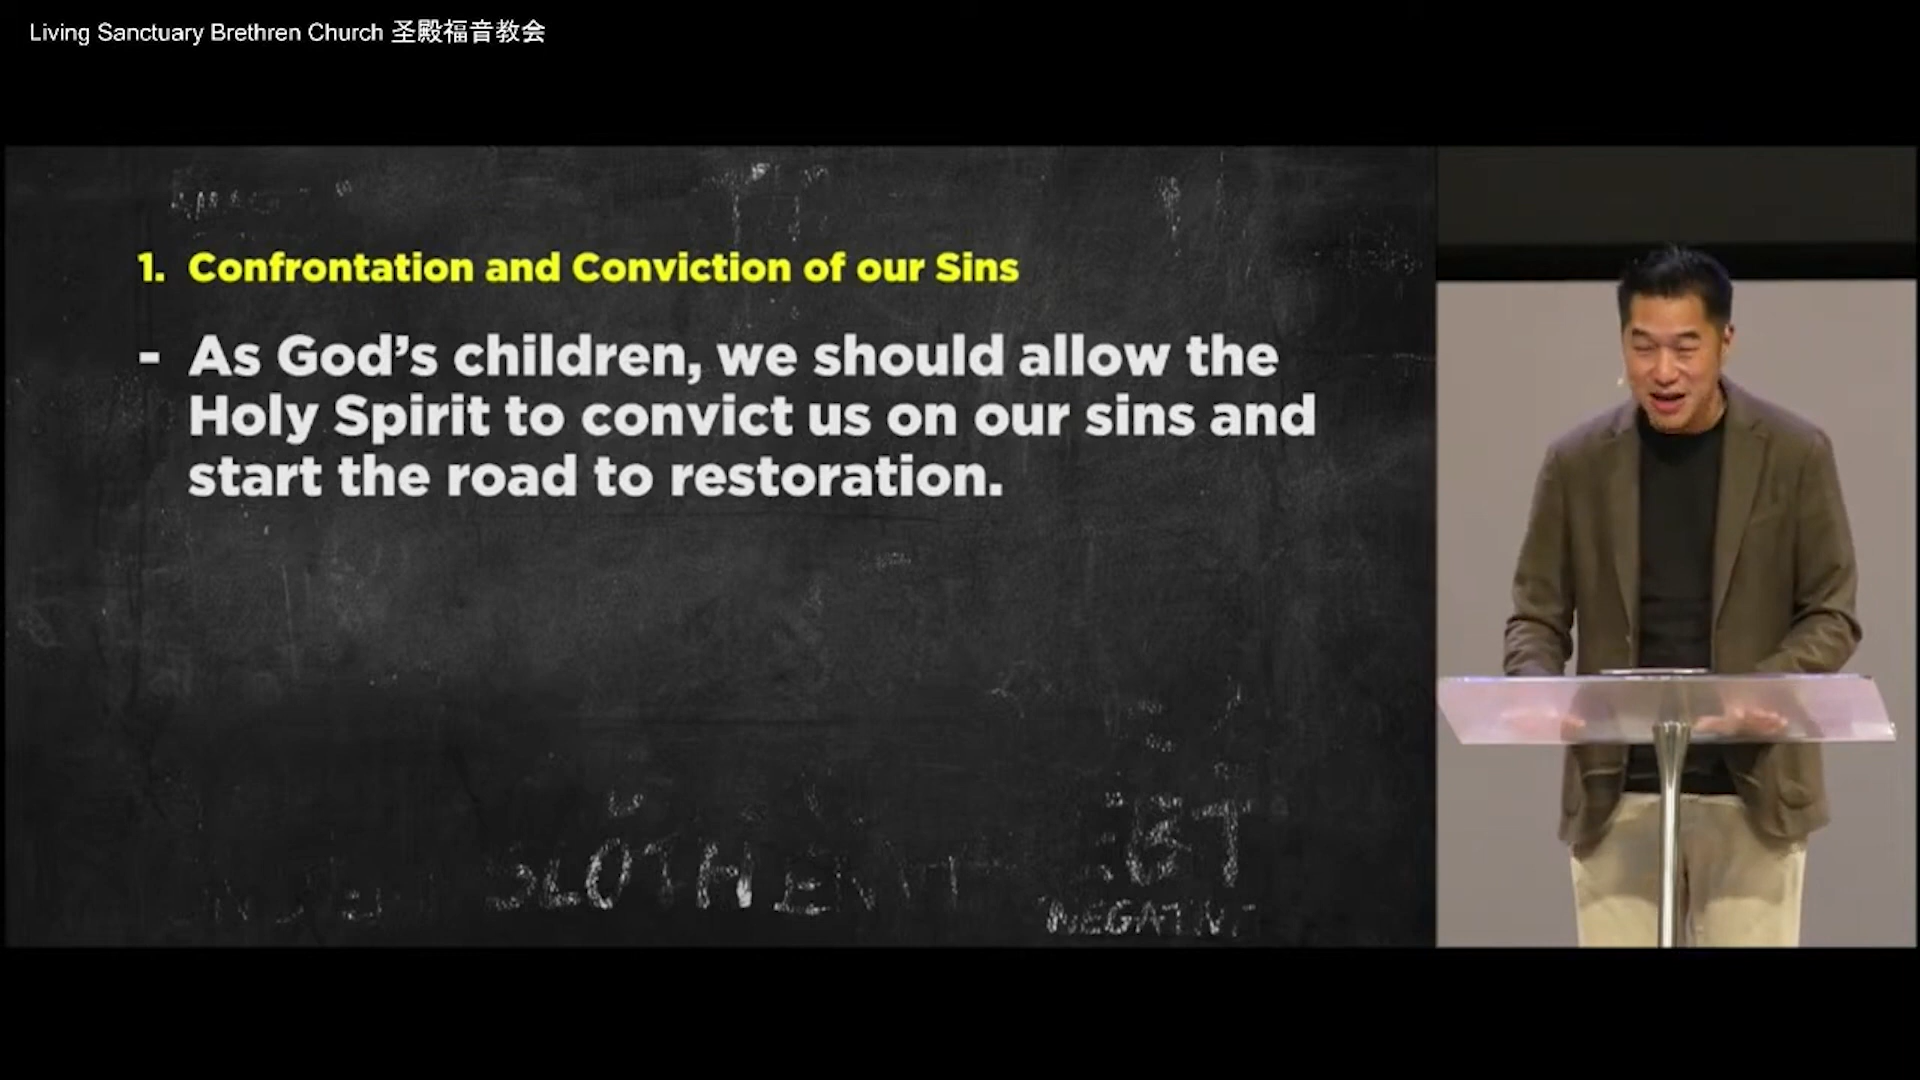 Living Sanctuary Brethren Church 圣殿福音教会
1. Confrontation and Conviction of our Sins
- As God’s children, we should allow the
Holy Spirit to convict us on our sins and
start the road to restoration.